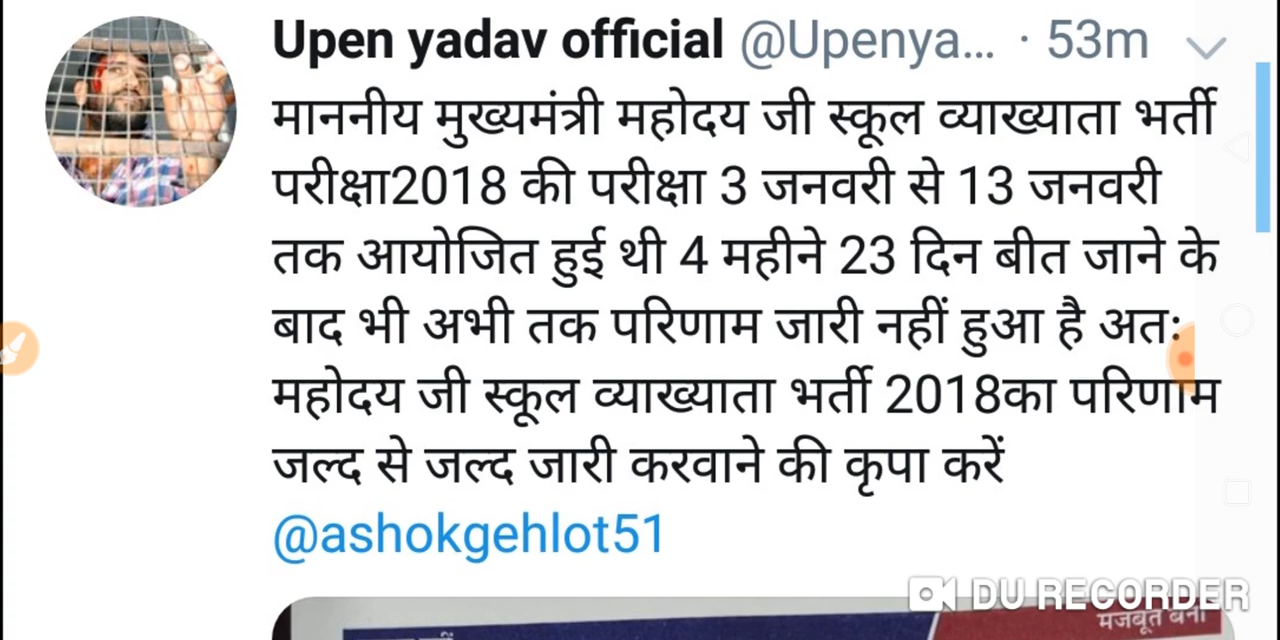 Upen yadav official @Upenya... · 53m
माननीय मुख्यमंत्री महोदय जी स्कूल व्याख्याता भर्ती
परीक्षा2018 की परीक्षा 3 जनवरी से 13 जनवरी
तक आयोजित हुई थी 4 महीने 23 दिन बीत जाने के
बाद भी अभी तक परिणाम जारी नहीं हुआ है अतः
महोदय जी स्कूल व्याख्याता भर्ती 2018का परिणाम
जल्द से जल्द जारी करवाने की कृपा करें
@ashokgehlot51
DU RECORDER
मजबूत बना